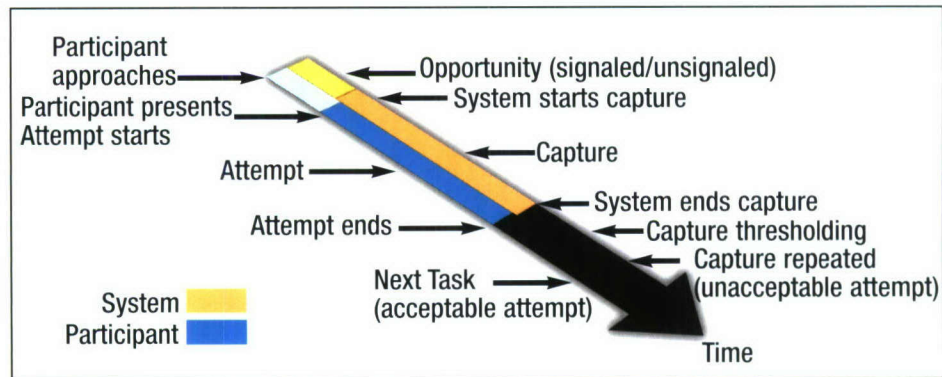 Participant
approaches
Opportunity (signaled/unsignaled)
System starts capture
Participant presents
Attempt starts
Capture
Attempt
System ends capture
Attempt ends
Capture thresholding
Capture repeated
(unacceptable attempt)
Next Task
(acceptable attempt)
System
Participant
Time